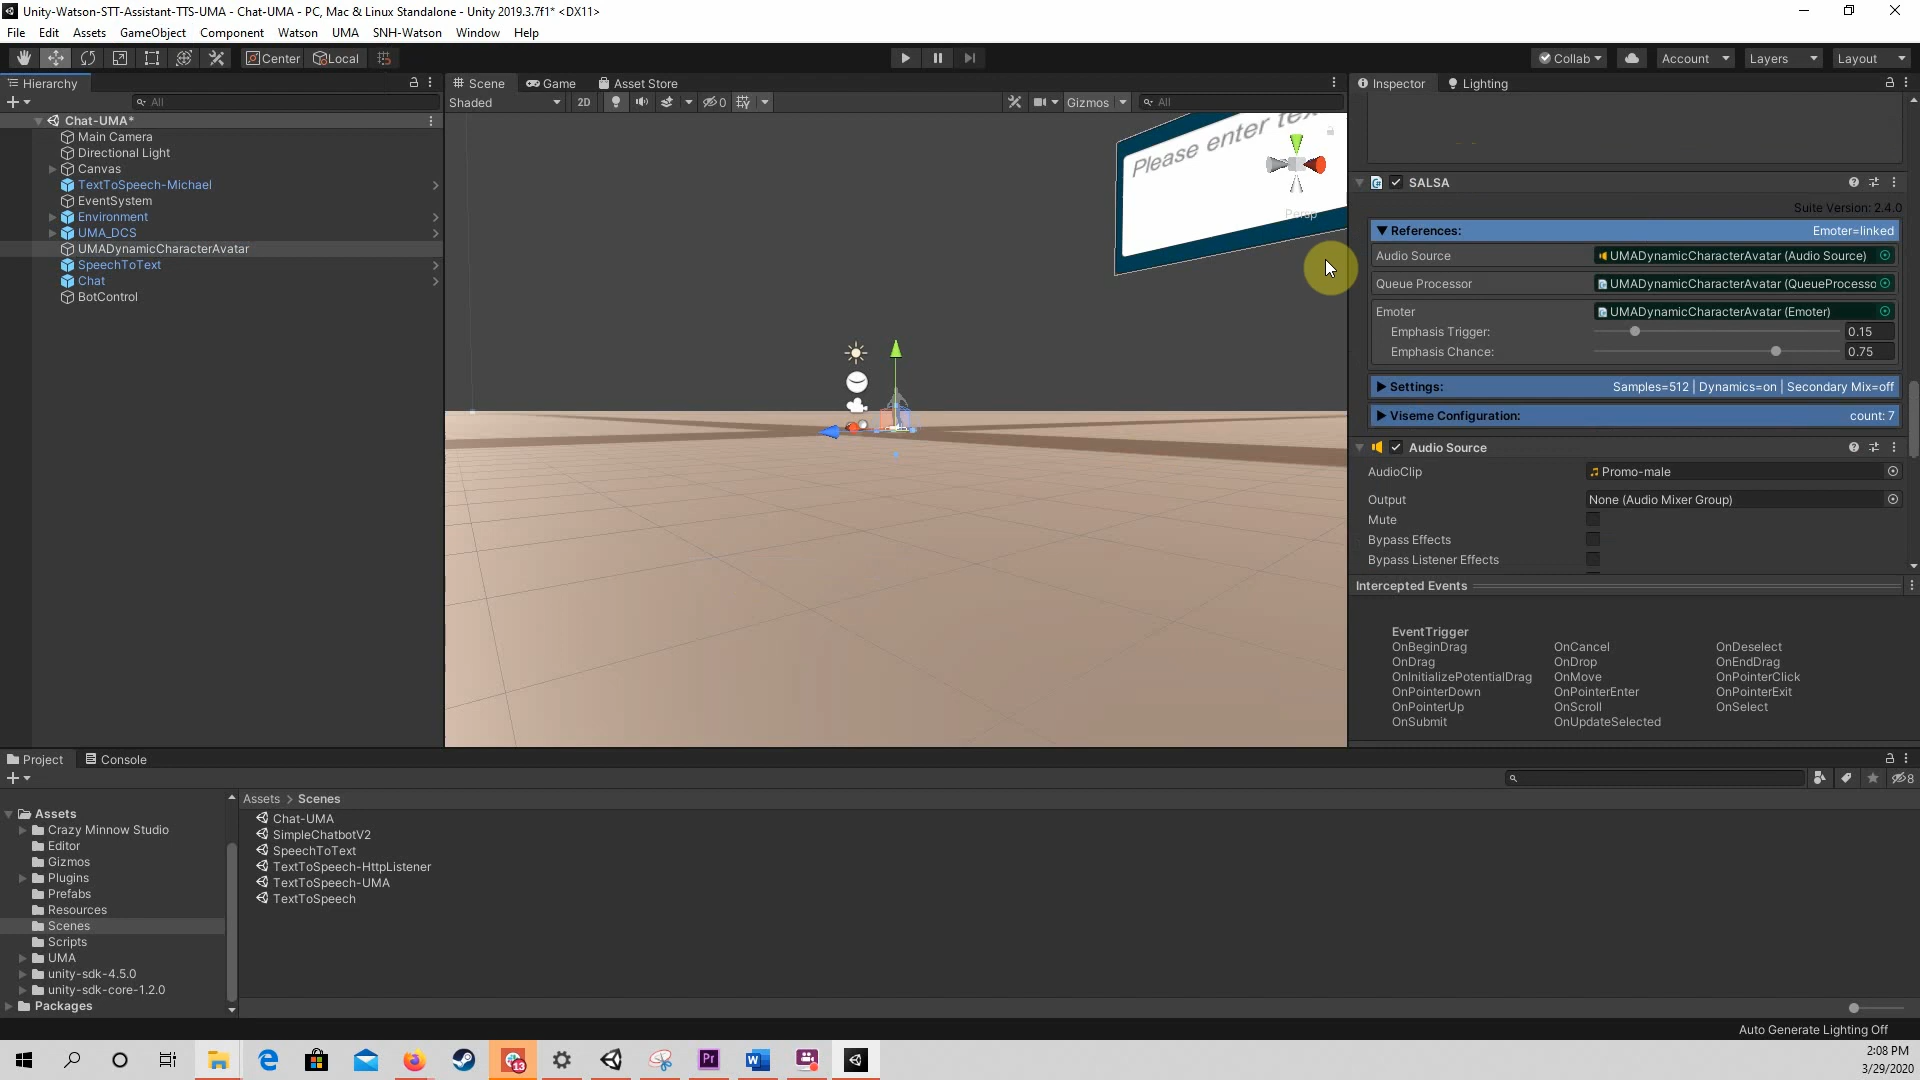 Unity-Watson-STT-Assistant-TTS-UMA - Chat-UMA - PC, Mac & Linux Standalone - Unity 2019.3.7f1* <DX11>
File Edit Assets GameObject Component Watson UMA SNH-Watson Window Help
Center Local Collab Account Layers Layout
Hierarchy
All
Chat-UMA*
Main Camera
Directional Light
Canvas
TextToSpeech-Michael
EventSystem
Environment
UMA_DCS
UMADynamicCharacterAvatar
SpeechToText
Chat
BotControl
Scene Game Asset Store
Shaded 2D 0 Gizmos All
Please enter tex
Persp
Inspector Lighting
SALSA
Suite Version: 2.4.0
References: Emoter=linked
Audio Source UMADynamicCharacterAvatar (Audio Source)
Queue Processor UMADynamicCharacterAvatar (QueueProcesso
Emoter UMADynamicCharacterAvatar (Emoter)
Emphasis Trigger: 0.15
Emphasis Chance: 0.75
Settings: Samples=512 | Dynamics=on | Secondary Mix=off
Viseme Configuration: count: 7
Audio Source
AudioClip Promo-male
Output None (Audio Mixer Group)
Mute
Bypass Effects
Bypass Listener Effects
Intercepted Events
EventTrigger
OnBeginDrag OnCancel OnDeselect
OnDrag OnDrop OnEndDrag
OnInitializePotentialDrag OnMove OnPointerClick
OnPointerDown OnPointerEnter OnPointerExit
OnPointerUp OnScroll OnSelect
OnSubmit OnUpdateSelected
Project Console
8
Assets
Crazy Minnow Studio
Editor
Gizmos
Plugins
Prefabs
Resources
Scenes
Scripts
UMA
unity-sdk-4.5.0
unity-sdk-core-1.2.0
Packages
Assets > Scenes
Chat-UMA
SimpleChatbotV2
SpeechToText
TextToSpeech-HttpListener
TextToSpeech-UMA
TextToSpeech
Auto Generate Lighting Off
13
Pr
2:08 PM
3/29/2020